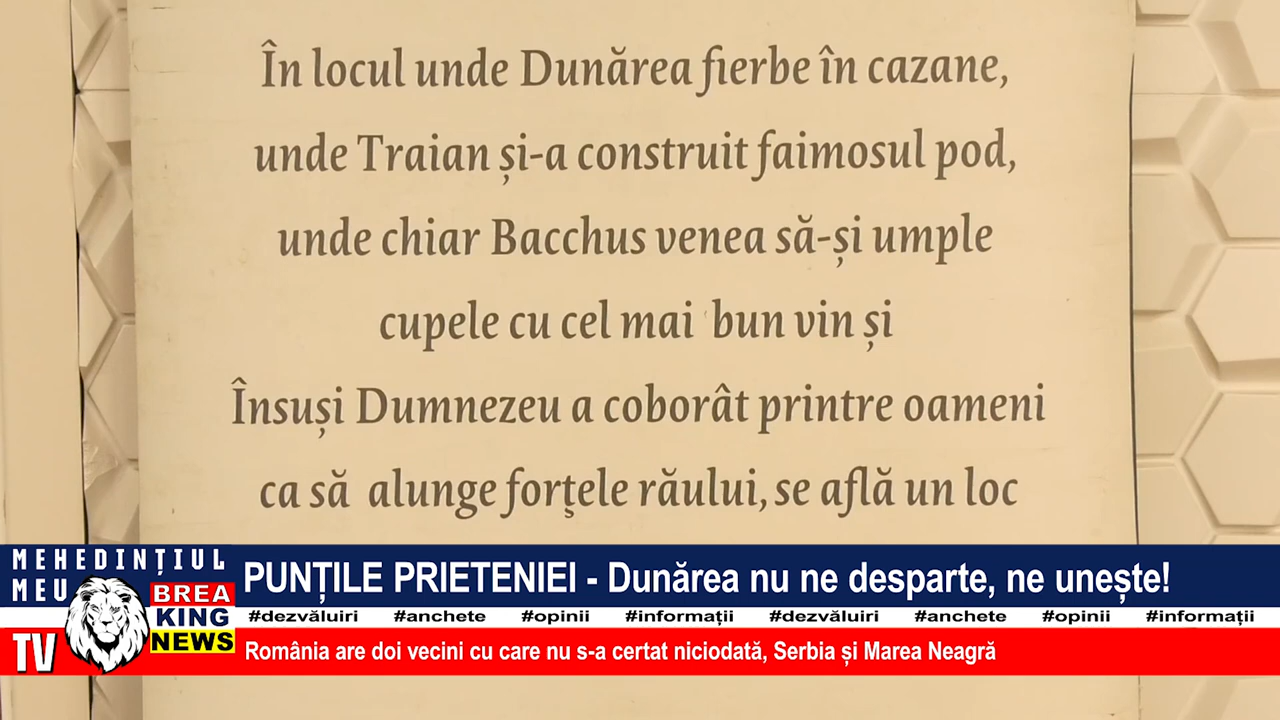 În locul unde Dunărea fierbe în cazane,
unde Traian și-a construit faimosul pod,
unde chiar Bacchus venea să-și umple
cupele cu cel mai bun vin și
Însuși Dumnezeu a coborât printre oameni
ca să alunge forţele răului, se află un loc
MEHEDINȚIUL
MEU
TV
BREA
KING
NEWS
PUNȚILE PRIETENIEI - Dunărea nu ne desparte, ne unește!
#dezvăluiri #anchete #opinii #informații #dezvăluiri #anchete #opinii #informații
România are doi vecini cu care nu s-a certat niciodată, Serbia și Marea Neagră